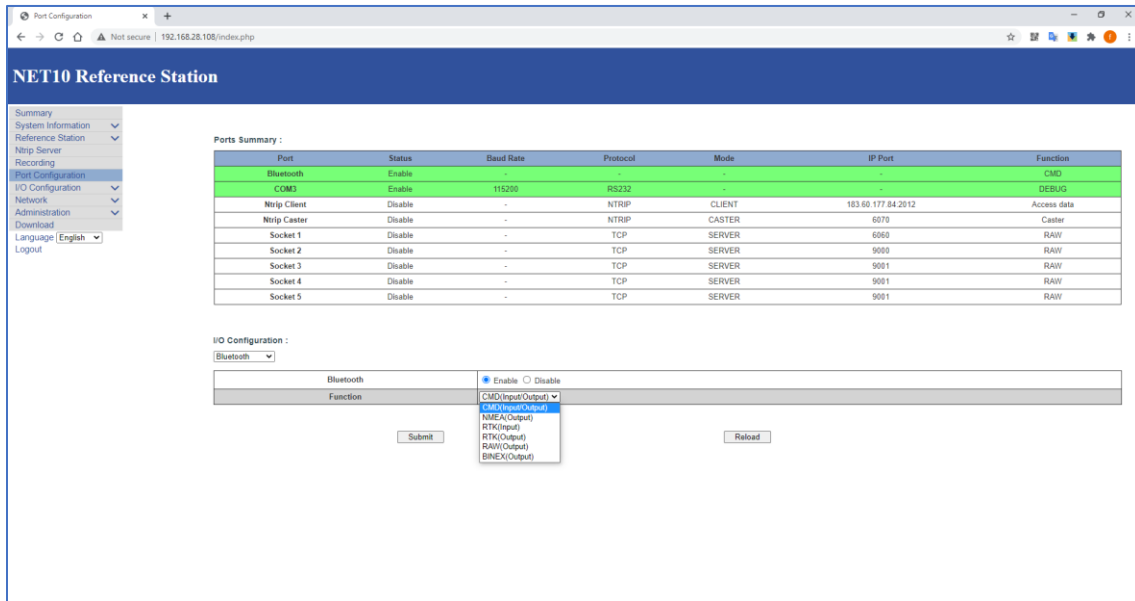 Port Configuration
Not secure | 192.168.28.108/index.php
NET10 Reference Station
Summary
System Information
Reference Station
Ntrip Server
Recording
Port Configuration
I/O Configuration
Network
Administration
Download
Language English
Logout
Ports Summary :
Port Status Baud Rate Protocol Mode IP Port Function
Bluetooth Enable - - - - CMD
COM3 Enable 115200 RS232 - - DEBUG
Ntrip Client Disable - NTRIP CLIENT 183.60.177.84:2012 Access data
Ntrip Caster Disable - NTRIP CASTER 6070 Caster
Socket 1 Disable - TCP SERVER 6060 RAW
Socket 2 Disable - TCP SERVER 9000 RAW
Socket 3 Disable - TCP SERVER 9001 RAW
Socket 4 Disable - TCP SERVER 9001 RAW
Socket 5 Disable - TCP SERVER 9001 RAW
I/O Configuration :
Bluetooth
Bluetooth Enable Disable
Function CMD(Input/Output)
CMD(Input/Output)
NMEA(Output)
RTK(Input)
RTK(Output)
RAW(Output)
BINEX(Output)
Submit Reload